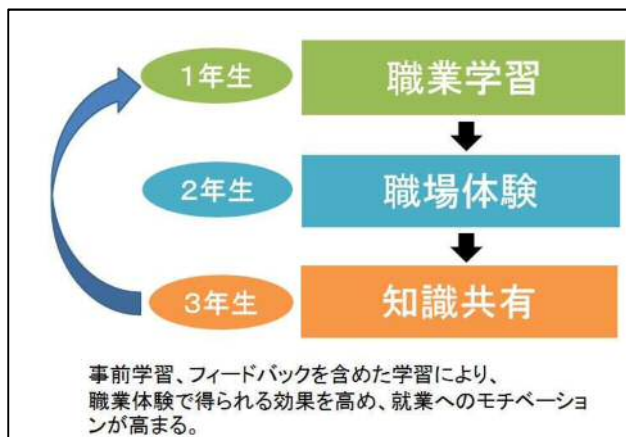 1年生
職業学習
2年生
職場体験
3年生
知識共有
事前学習、フィードバックを含めた学習により、
職業体験で得られる効果を高め、就業へのモチベーショ
ンが高まる。